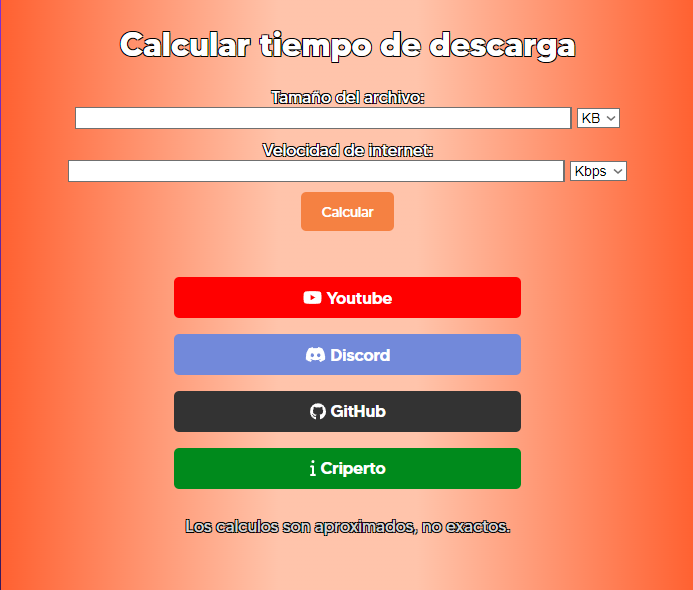 Calcular tiempo de descarga
Tamaño del archivo:
KB
Velocidad de internet:
Kbps
Calcular
Youtube
Discord
GitHub
Criperto
Los calculos son aproximados, no exactos.